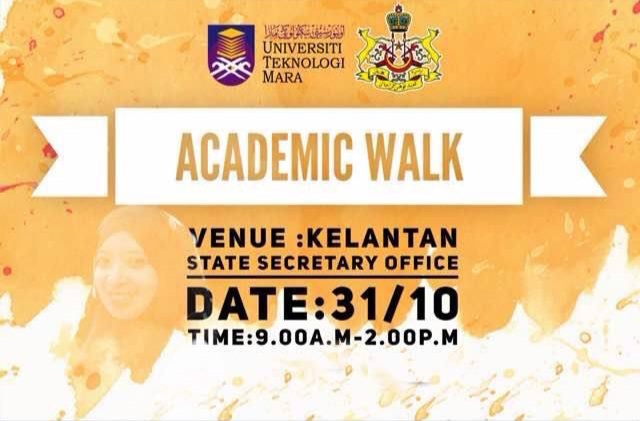 UNIVERSITI
TEKNOLOGI
MARA
ACADEMIC WALK
VENUE :KELANTAN
STATE SECRETARY OFFICE
DATE:31/10
TIME:9.00A.M-2.00P.M